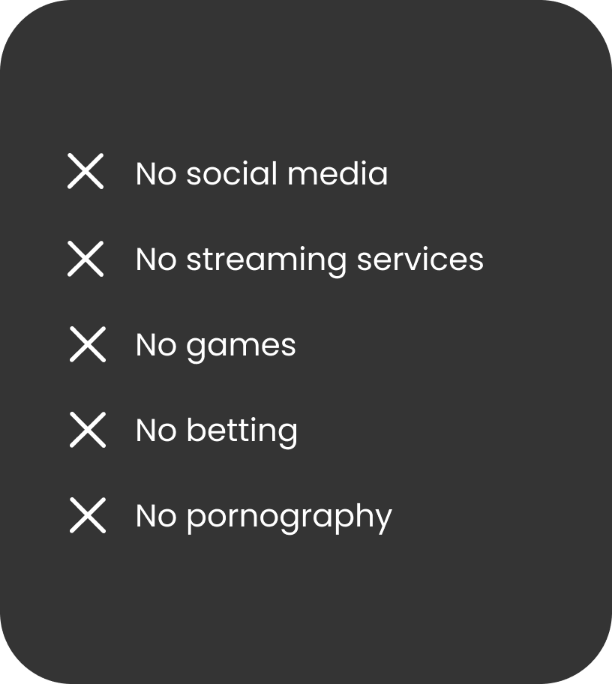 No social media
No streaming services
No games
No betting
No pornography